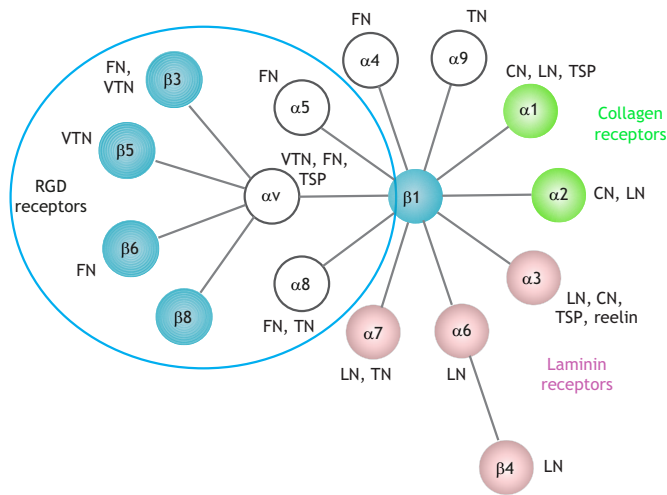 FN
TN
FN,
VTN
β3
FN
α4
α9
CN, LN, TSP
α5
α1
Collagen
receptors
VTN
β5
VTN, FN,
TSP
RGD
receptors
αv
β1
α2
CN, LN
β6
FN
α8
α3
LN, CN,
TSP, reelin
β8
FN, TN
α7
α6
LN, TN
LN
Laminin
receptors
β4
LN